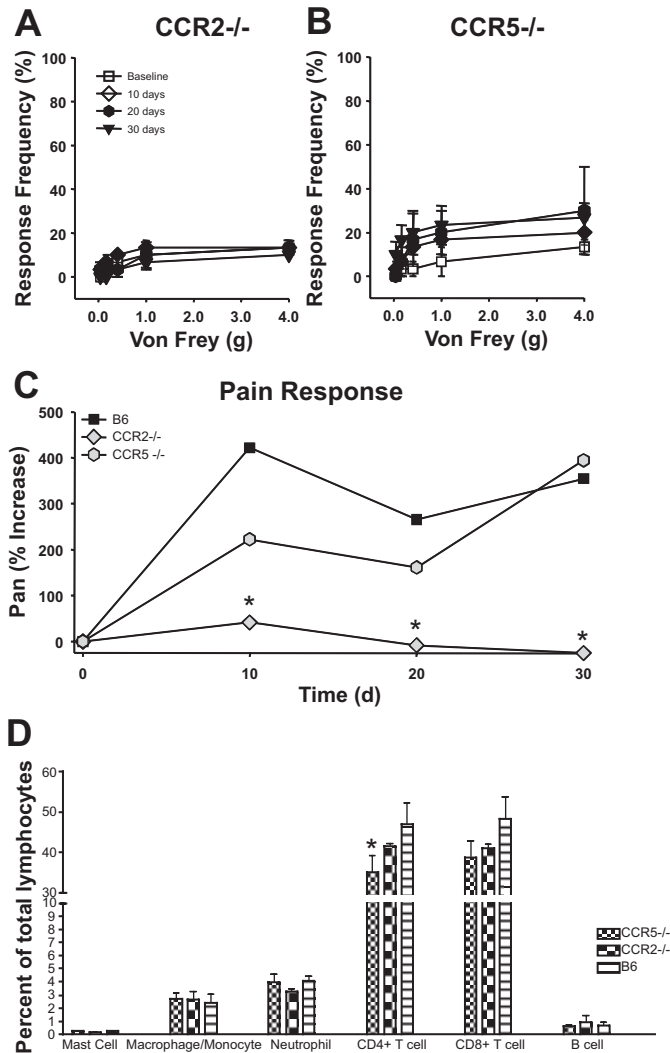 A
CCR2-/-
Response Frequency (%)
100
80
60
40
20
0
Baseline
10 days
20 days
30 days
0.0 1.0 2.0 3.0 4.0
Von Frey (g)
B
CCR5-/-
Response Frequency (%)
100
80
60
40
20
0
0.0 1.0 2.0 3.0 4.0
Von Frey (g)
C
Pain Response
Pan (% Increase)
500
400
300
200
100
0
B6
CCR2-/-
CCR5 -/-
*
*
*
0 10 20 30
Time (d)
D
Percent of total lymphocytes
60
50
40
30
10
9
8
7
6
5
4
3
2
1
0
*
CCR5-/-
CCR2-/-
B6
Mast Cell Macrophage/Monocyte Neutrophil CD4+ T cell CD8+ T cell B cell